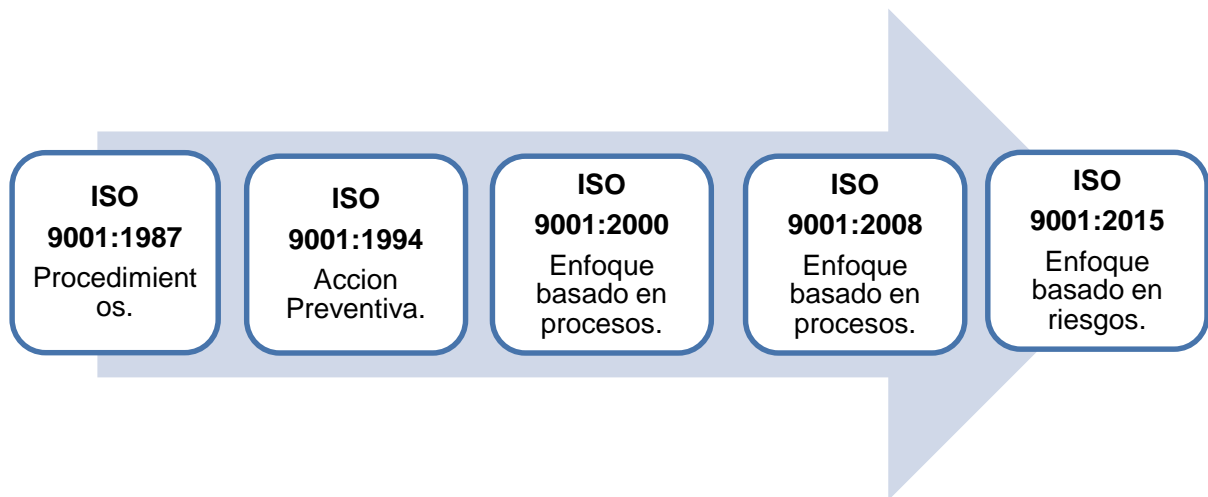 ISO
9001:1987
Procedimient
os.
ISO
9001:1994
Accion
Preventiva.
ISO
9001:2000
Enfoque
basado en
procesos.
ISO
9001:2008
Enfoque
basado en
procesos.
ISO
9001:2015
Enfoque
basado en
riesgos.